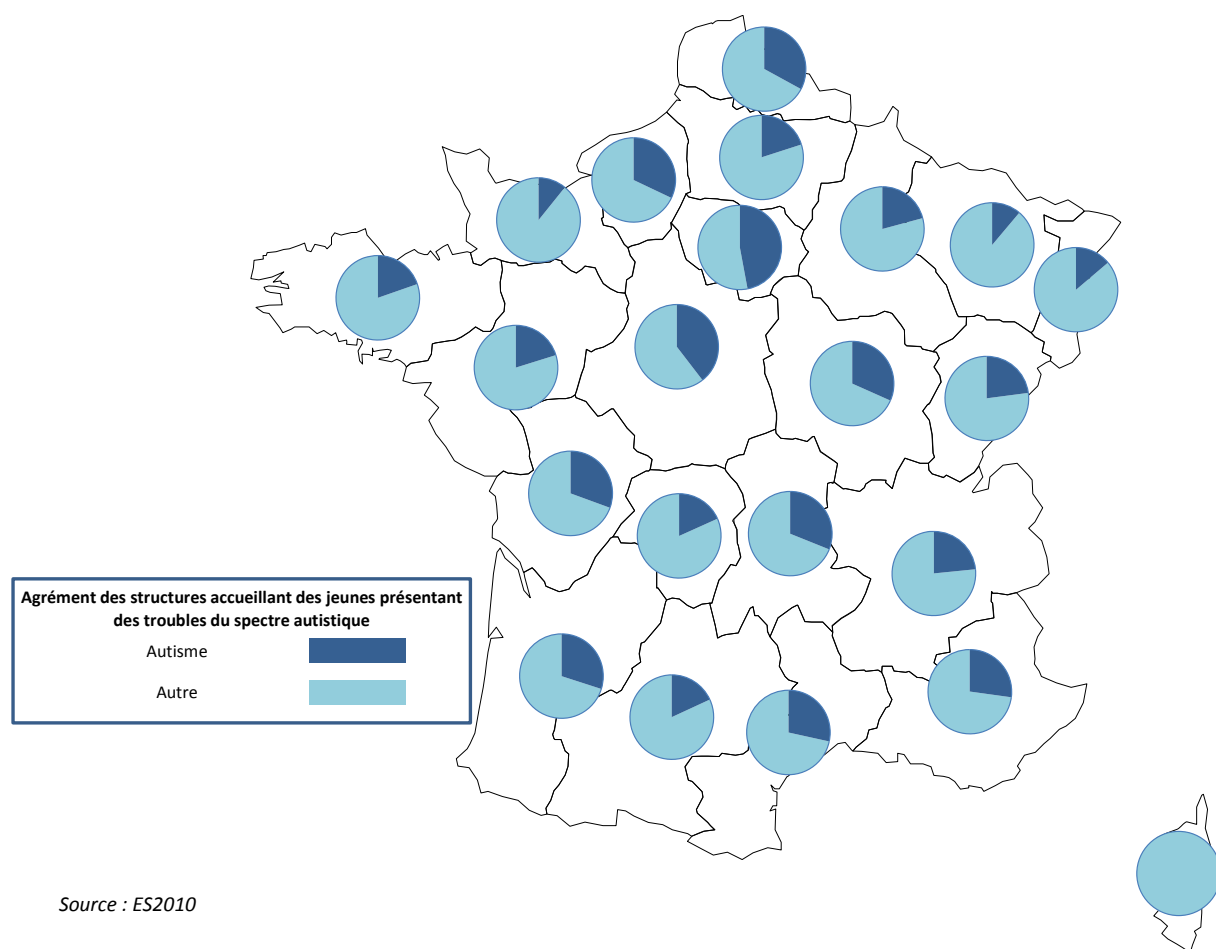 Agrément des structures accueillant des jeunes présentant
des troubles du spectre autistique
Autisme
Autre
Source : ES2010